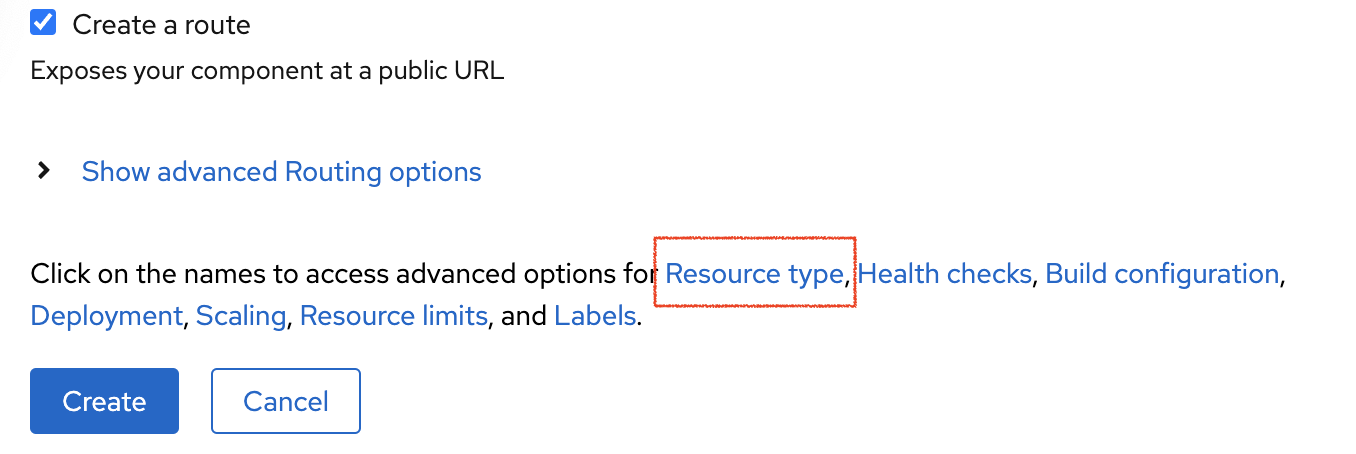 Create a route
Exposes your component at a public URL
Show advanced Routing options
Click on the names to access advanced options for Resource type, Health checks, Build configuration,
Deployment, Scaling, Resource limits, and Labels.
Create
Cancel